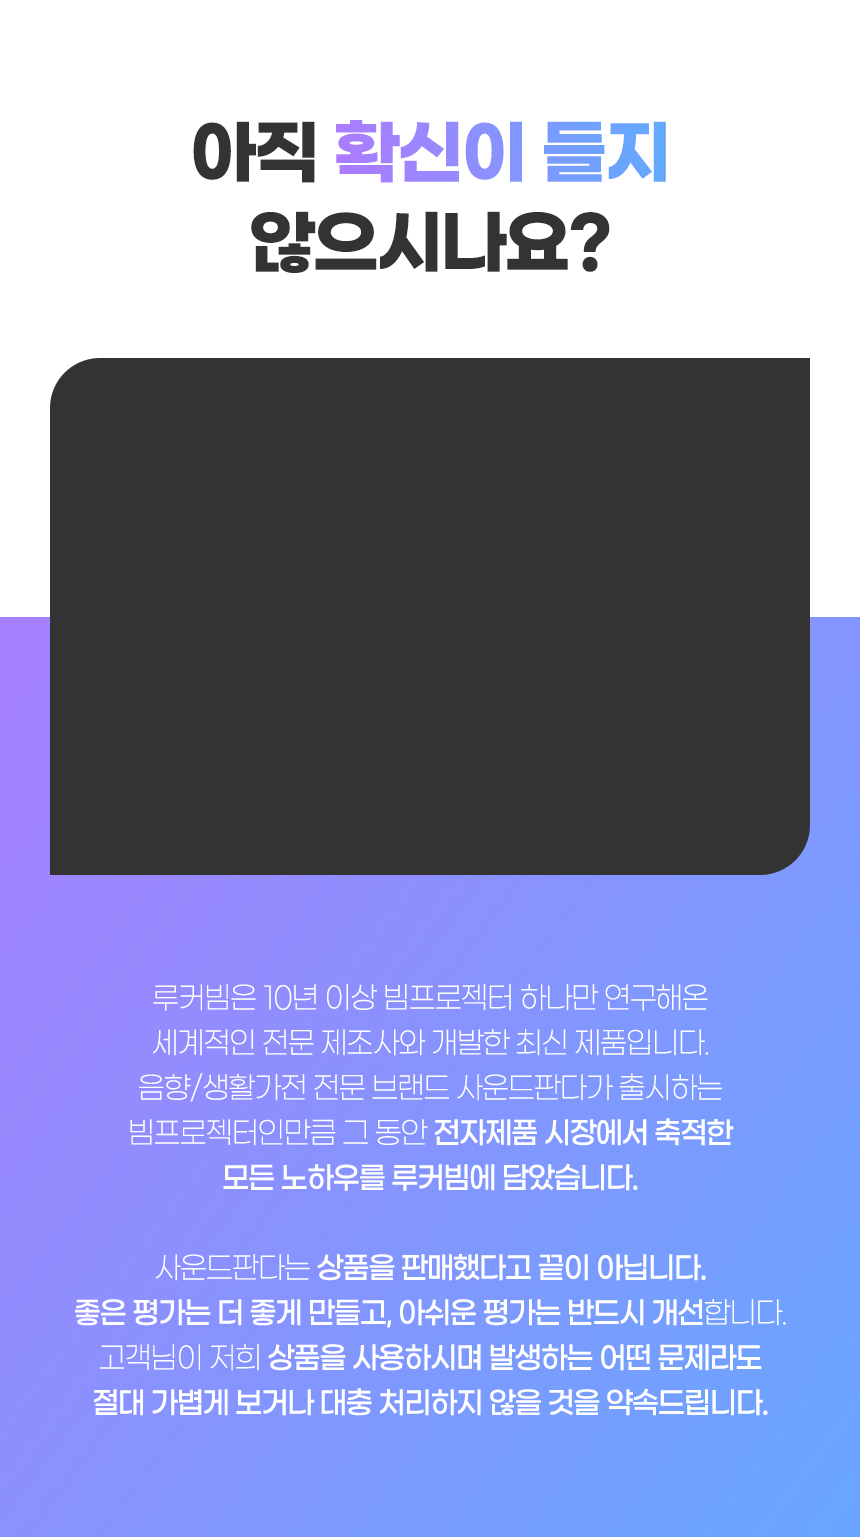 아직 확신이 들지
않으시나요?
루커빔은 10년 이상 빔프로젝터 하나만 연구해온
세계적인 전문 제조사와 개발한 최신 제품입니다.
음향/생활가전 전문 브랜드 사운드판다가 출시하는
빔프로젝터인만큼 그 동안 전자제품 시장에서 축적한
모든 노하우를 루커빔에 담았습니다.
사운드판다는 상품을 판매했다고 끝이 아닙니다.
좋은 평가는 더 좋게 만들고, 아쉬운 평가는 반드시 개선합니다.
고객님이 저희 상품을 사용하시며 발생하는 어떤 문제라도
절대 가볍게 보거나 대충 처리하지 않을 것을 약속드립니다.